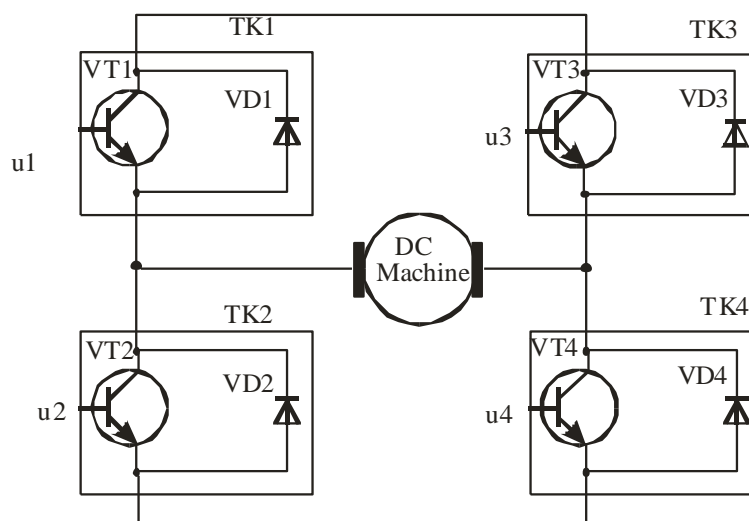 TK1
TK3
VT1
VD1
VT3
VD3
u1
u3
DC
Machine
TK2
TK4
VT2
VD2
VT4
VD4
u2
u4